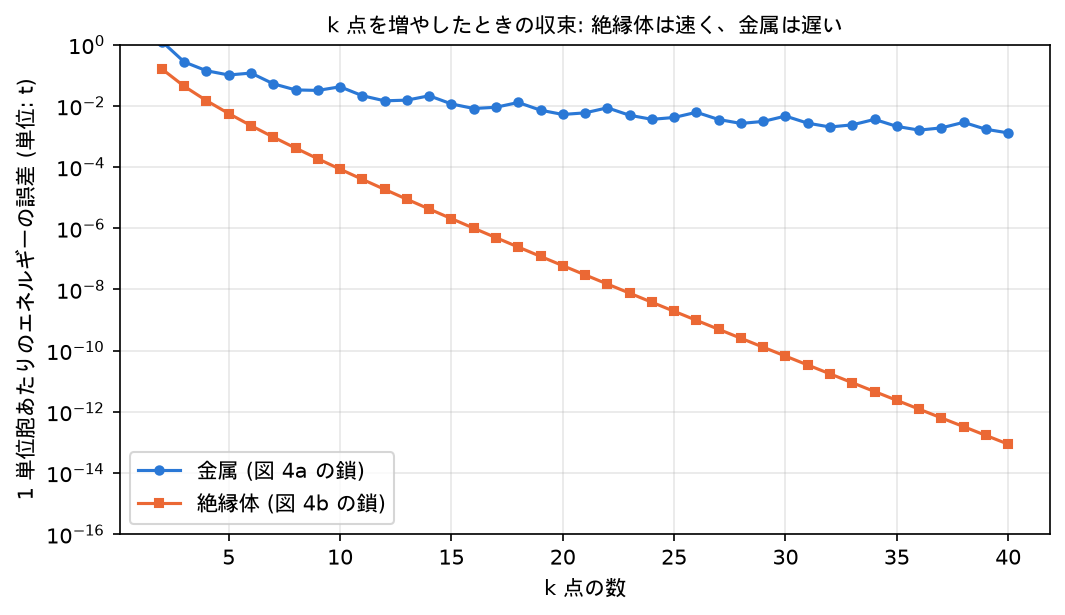 k 点を増やしたときの収束: 絶縁体は速く、金属は遅い
1 単位胞あたりのエネルギーの誤差 (単位: t)
10⁰
10⁻²
10⁻⁴
10⁻⁶
10⁻⁸
10⁻¹⁰
10⁻¹²
10⁻¹⁴
10⁻¹⁶
金属 (図 4a の鎖)
絶縁体 (図 4b の鎖)
5 10 15 20 25 30 35 40
k 点の数